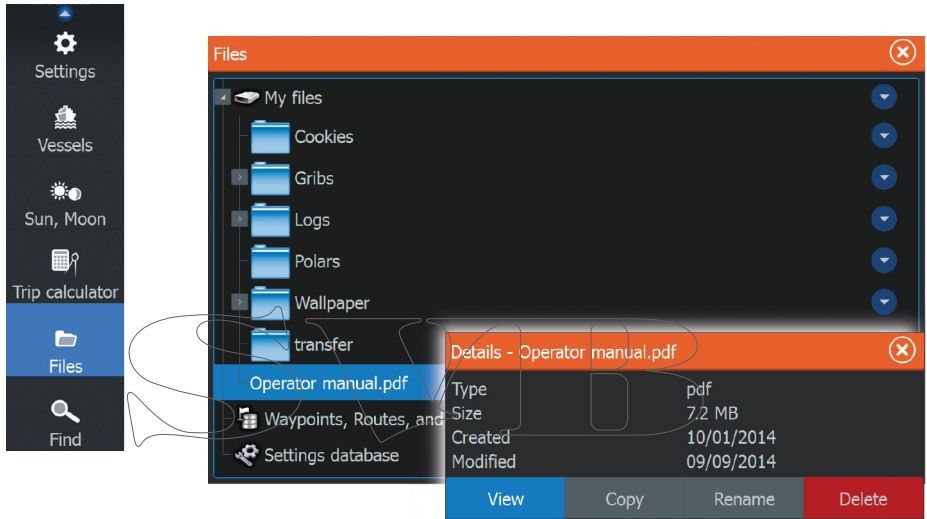 Settings
Vessels
Sun, Moon
Trip calculator
Files
Find
Files
My files
Cookies
Gribs
Logs
Polars
Wallpaper
transfer
Operator manual.pdf
Waypoints, Routes, and
Settings database
Details - Operator manual.pdf
Type pdf
Size 7.2 MB
Created 10/01/2014
Modified 09/09/2014
View Copy Rename Delete
SVB